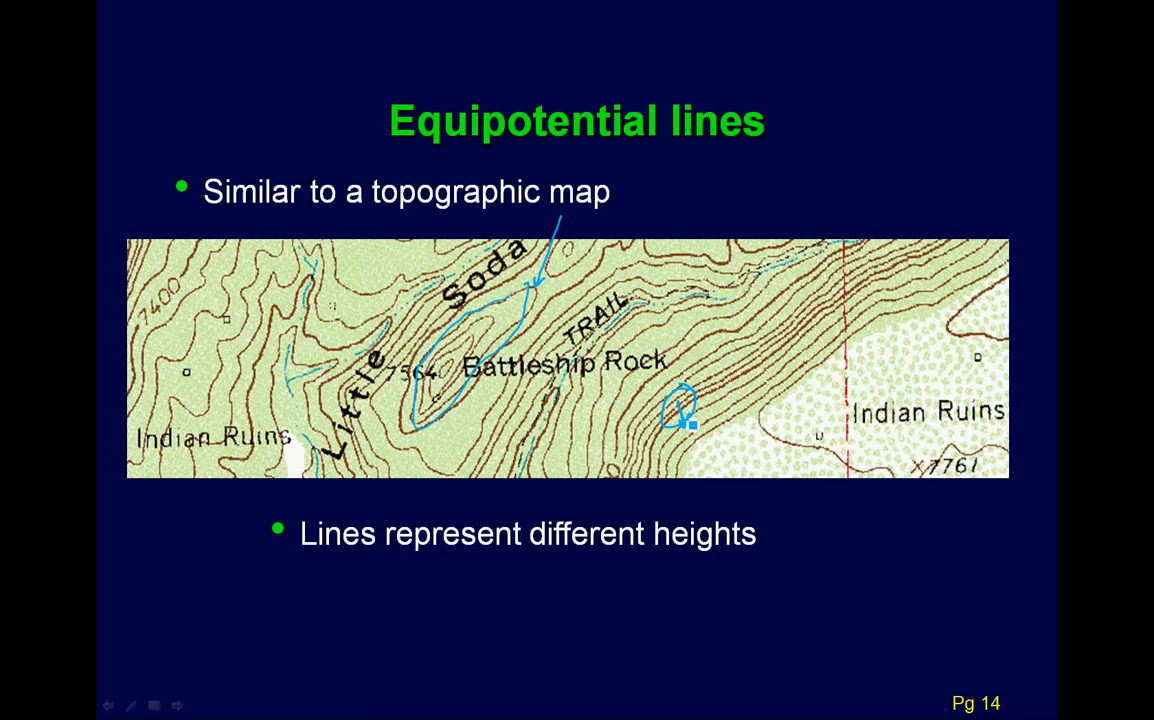 Equipotential lines
Similar to a topographic map
Soda
7400
TRAIL
Little
7564
Battleship Rock
Indian Ruins
Indian Ruins
X7761
Lines represent different heights
Pg 14